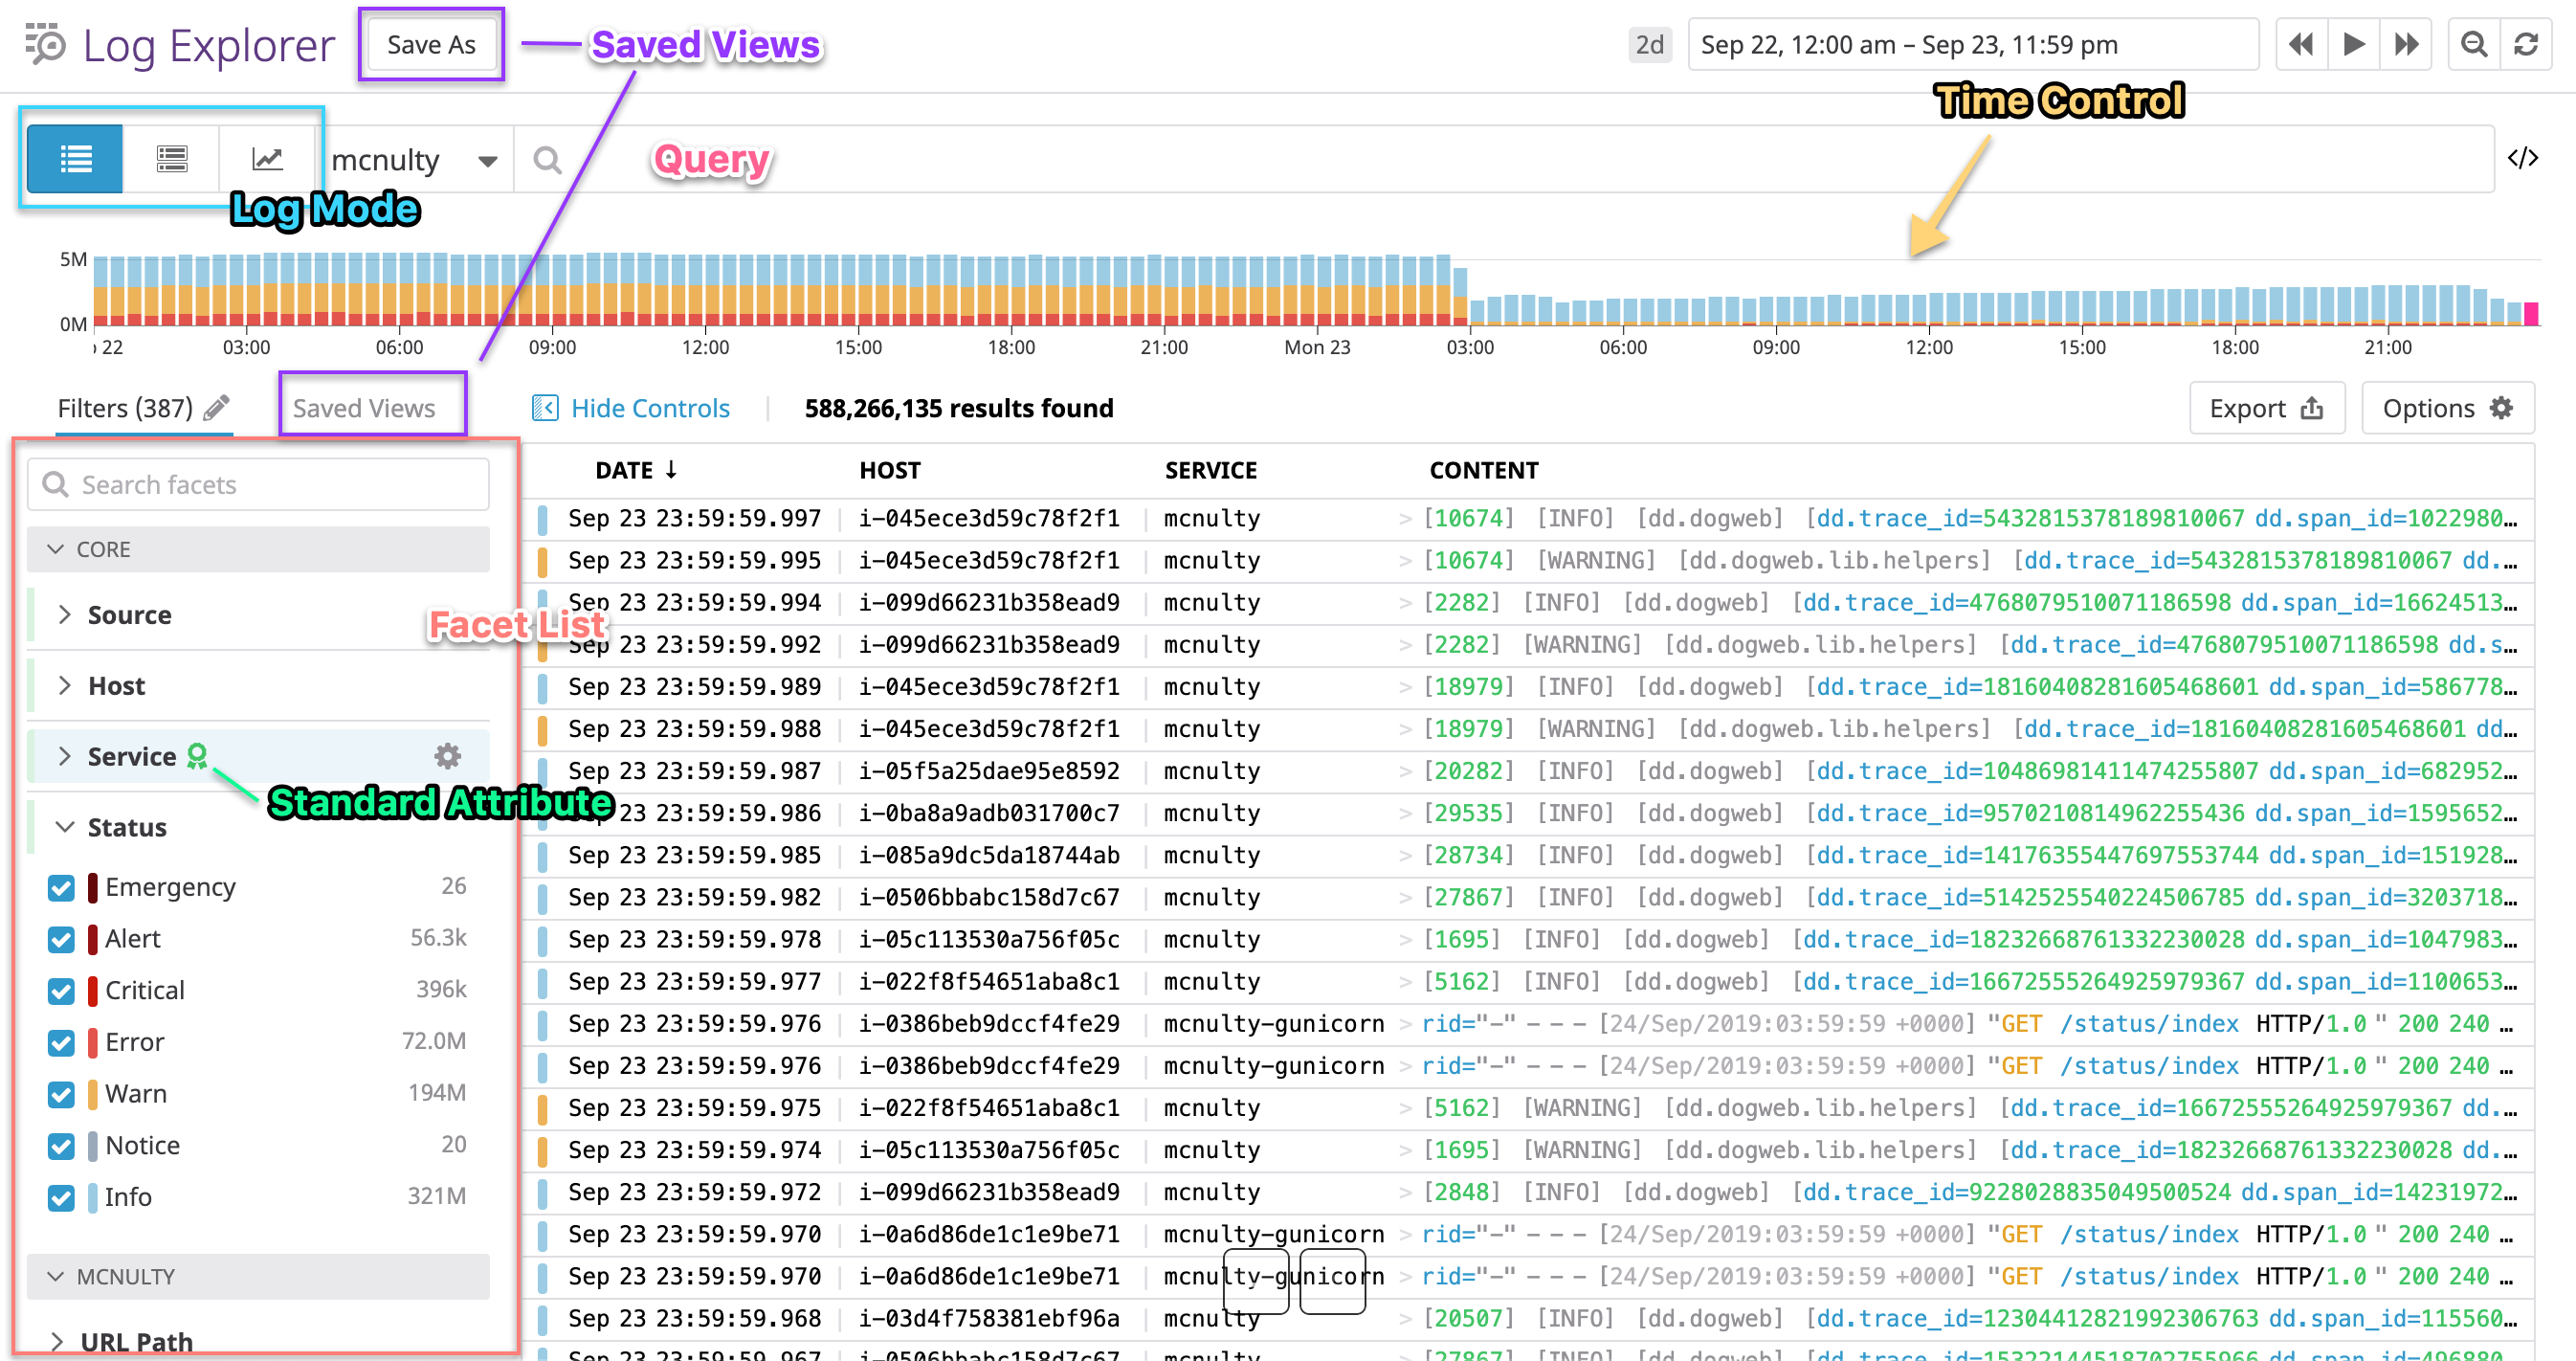 Log Explorer Save As Saved Views 2d Sep 22, 12:00 am – Sep 23, 11:59 pm
Time Control
mcnulty Query </>
Log Mode
5M
0M
22 03:00 06:00 09:00 12:00 15:00 18:00 21:00 Mon 23 03:00 06:00 09:00 12:00 15:00 18:00 21:00
Filters (387) Saved Views Hide Controls 588,266,135 results found Export Options
Search facets
CORE
Source
Host
Service
Standard Attribute
Status
Emergency 26
Alert 56.3k
Critical 396k
Error 72.0M
Warn 194M
Notice 20
Info 321M
MCNULTY
URL Path
Facet List
DATE ↓ HOST SERVICE CONTENT
Sep 23 23:59:59.997 i-045ece3d59c78f2f1 mcnulty > [10674] [INFO] [dd.dogweb] [dd.trace_id=5432815378189810067 dd.span_id=1022980…
Sep 23 23:59:59.995 i-045ece3d59c78f2f1 mcnulty > [10674] [WARNING] [dd.dogweb.lib.helpers] [dd.trace_id=5432815378189810067 dd.…
Sep 23 23:59:59.994 i-099d66231b358ead9 mcnulty > [2282] [INFO] [dd.dogweb] [dd.trace_id=4768079510071186598 dd.span_id=16624513…
Sep 23 23:59:59.992 i-099d66231b358ead9 mcnulty > [2282] [WARNING] [dd.dogweb.lib.helpers] [dd.trace_id=4768079510071186598 dd.s…
Sep 23 23:59:59.989 i-045ece3d59c78f2f1 mcnulty > [18979] [INFO] [dd.dogweb] [dd.trace_id=18160408281605468601 dd.span_id=586778…
Sep 23 23:59:59.988 i-045ece3d59c78f2f1 mcnulty > [18979] [WARNING] [dd.dogweb.lib.helpers] [dd.trace_id=18160408281605468601 dd…
Sep 23 23:59:59.987 i-05f5a25dae95e8592 mcnulty > [20282] [INFO] [dd.dogweb] [dd.trace_id=10486981411474255807 dd.span_id=682952…
Sep 23 23:59:59.986 i-0ba8a9adb031700c7 mcnulty > [29535] [INFO] [dd.dogweb] [dd.trace_id=9570210814962255436 dd.span_id=1595652…
Sep 23 23:59:59.985 i-085a9dc5da18744ab mcnulty > [28734] [INFO] [dd.dogweb] [dd.trace_id=14176355447697553744 dd.span_id=151928…
Sep 23 23:59:59.982 i-0506bbabc158d7c67 mcnulty > [27867] [INFO] [dd.dogweb] [dd.trace_id=5142525540224506785 dd.span_id=3203718…
Sep 23 23:59:59.978 i-05c113530a756f05c mcnulty > [1695] [INFO] [dd.dogweb] [dd.trace_id=18232668761332230028 dd.span_id=1047983…
Sep 23 23:59:59.977 i-022f8f54651aba8c1 mcnulty > [5162] [INFO] [dd.dogweb] [dd.trace_id=16672555264925979367 dd.span_id=1100653…
Sep 23 23:59:59.976 i-0386beb9dccf4fe29 mcnulty-gunicorn > rid="-" - - - [24/Sep/2019:03:59:59 +0000] "GET /status/index HTTP/1.0 " 200 240 …
Sep 23 23:59:59.976 i-0386beb9dccf4fe29 mcnulty-gunicorn > rid="-" - - - [24/Sep/2019:03:59:59 +0000] "GET /status/index HTTP/1.0 " 200 240 …
Sep 23 23:59:59.975 i-022f8f54651aba8c1 mcnulty > [5162] [WARNING] [dd.dogweb.lib.helpers] [dd.trace_id=16672555264925979367 dd.…
Sep 23 23:59:59.974 i-05c113530a756f05c mcnulty > [1695] [WARNING] [dd.dogweb.lib.helpers] [dd.trace_id=18232668761332230028 dd.…
Sep 23 23:59:59.972 i-099d66231b358ead9 mcnulty > [2848] [INFO] [dd.dogweb] [dd.trace_id=9228028835049500524 dd.span_id=14231972…
Sep 23 23:59:59.970 i-0a6d86de1c1e9be71 mcnulty-gunicorn > rid="-" - - - [24/Sep/2019:03:59:59 +0000] "GET /status/index HTTP/1.0 " 200 240 …
Sep 23 23:59:59.970 i-0a6d86de1c1e9be71 mcnulty-gunicorn > rid="-" - - - [24/Sep/2019:03:59:59 +0000] "GET /status/index HTTP/1.0 " 200 240 …
Sep 23 23:59:59.968 i-03d4f758381ebf96a mcnulty > [20507] [INFO] [dd.dogweb] [dd.trace_id=12304412821992306763 dd.span_id=115560…